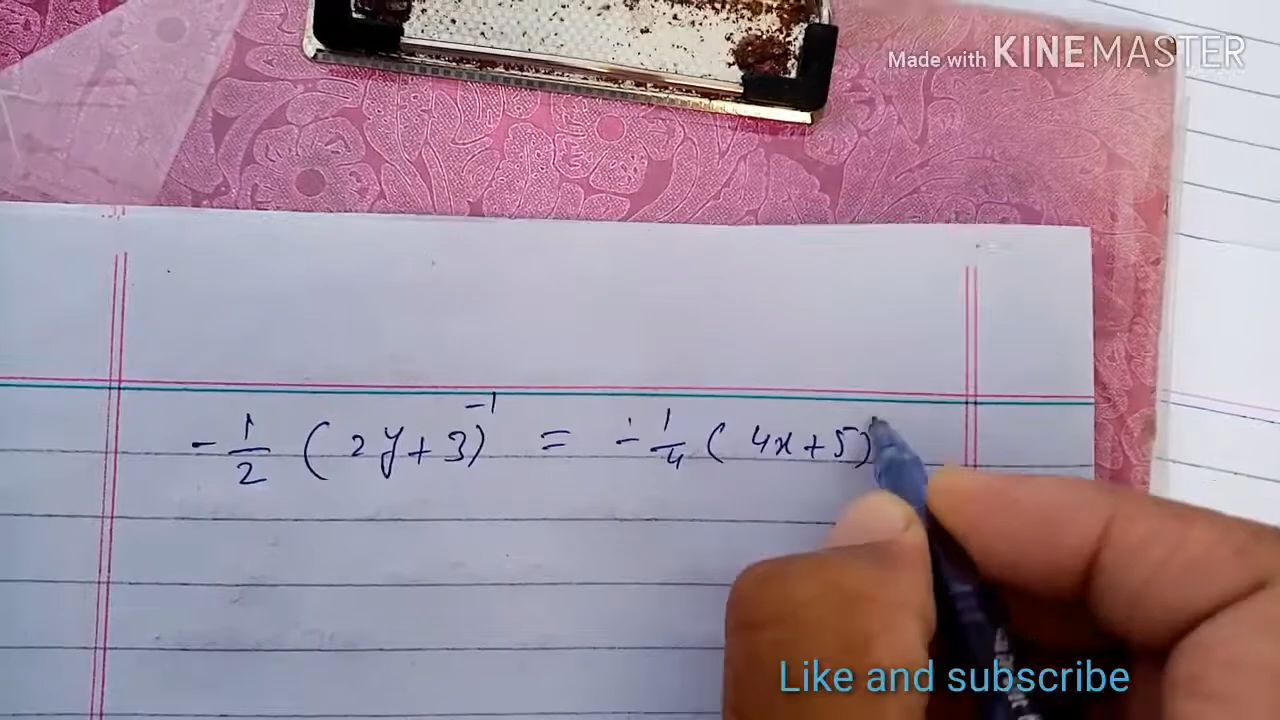 Made with KINEMASTER
-1/2 (2y+3)^-1 = -1/4 (4x+5)
Like and subscribe